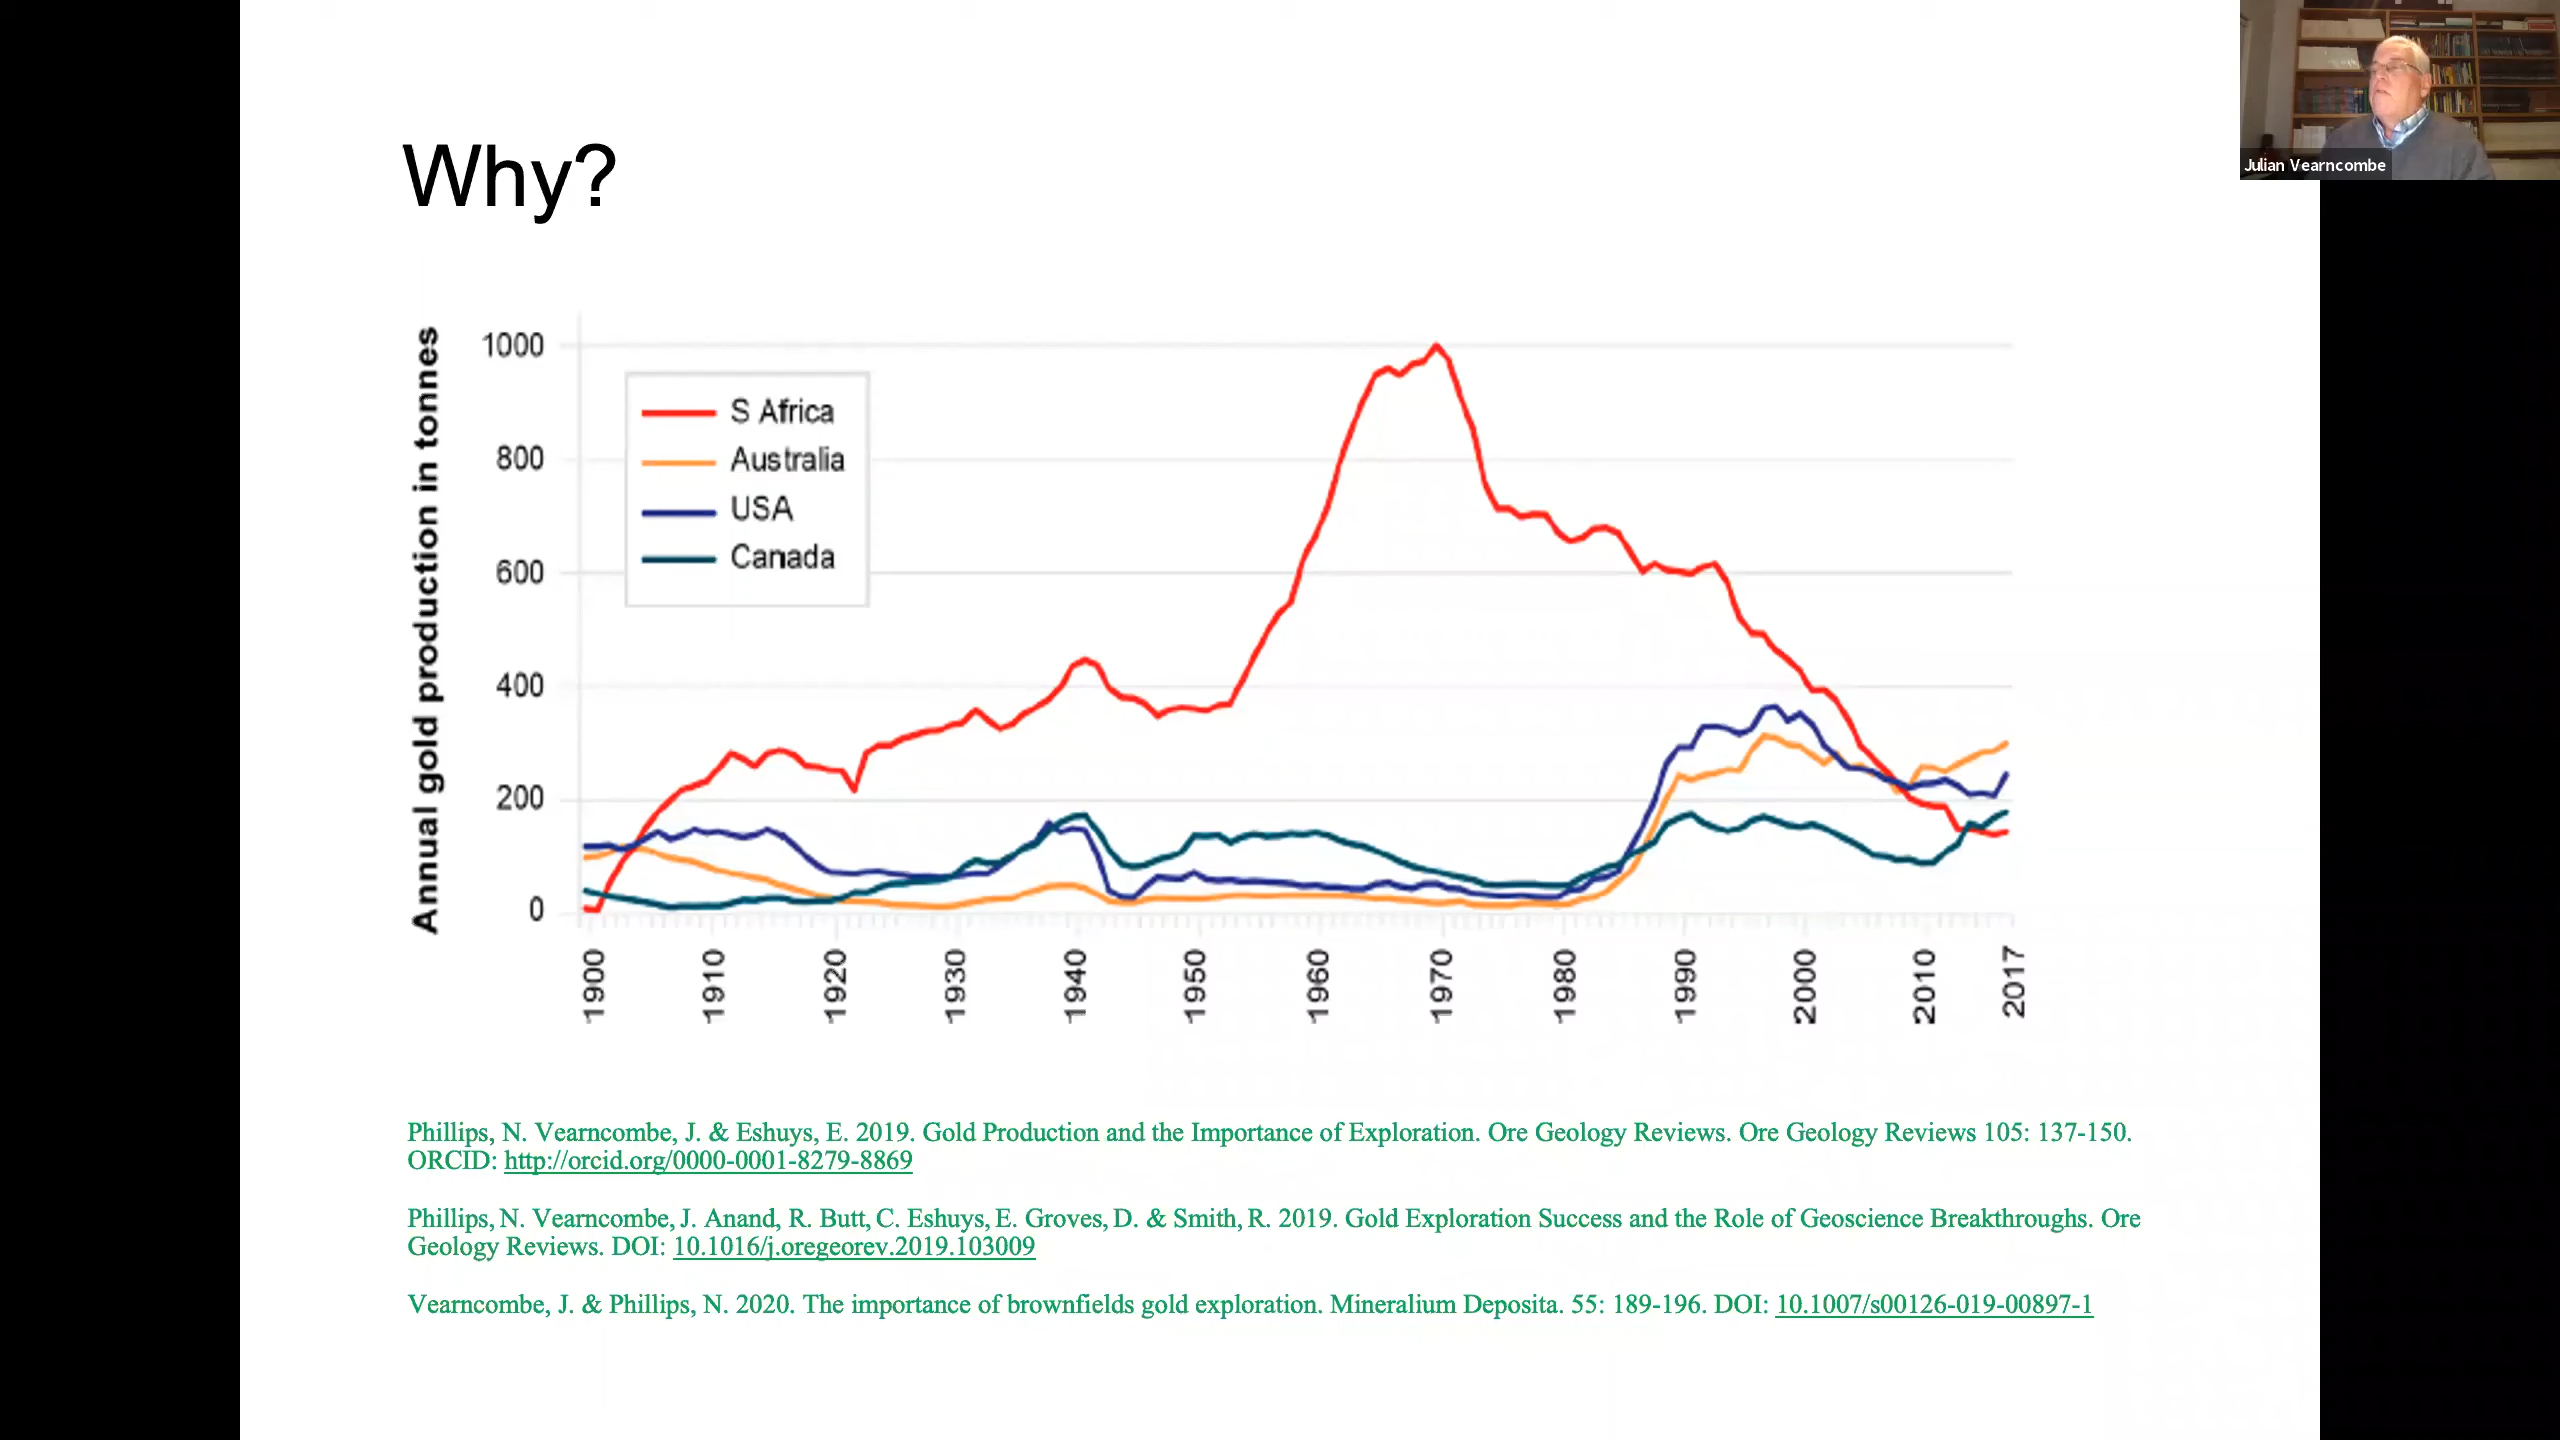 Why?
Julian Vearncombe
Annual gold production in tonnes
1000
800
600
400
200
0
S Africa
Australia
USA
Canada
1900
1910
1920
1930
1940
1950
1960
1970
1980
1990
2000
2010
2017
Phillips, N. Vearncombe, J. & Eshuys, E. 2019. Gold Production and the Importance of Exploration. Ore Geology Reviews. Ore Geology Reviews 105: 137-150.
ORCID: http://orcid.org/0000-0001-8279-8869
Phillips, N. Vearncombe, J. Anand, R. Butt, C. Eshuys, E. Groves, D. & Smith, R. 2019. Gold Exploration Success and the Role of Geoscience Breakthroughs. Ore
Geology Reviews. DOI: 10.1016/j.oregeorev.2019.103009
Vearncombe, J. & Phillips, N. 2020. The importance of brownfields gold exploration. Mineralium Deposita. 55: 189-196. DOI: 10.1007/s00126-019-00897-1